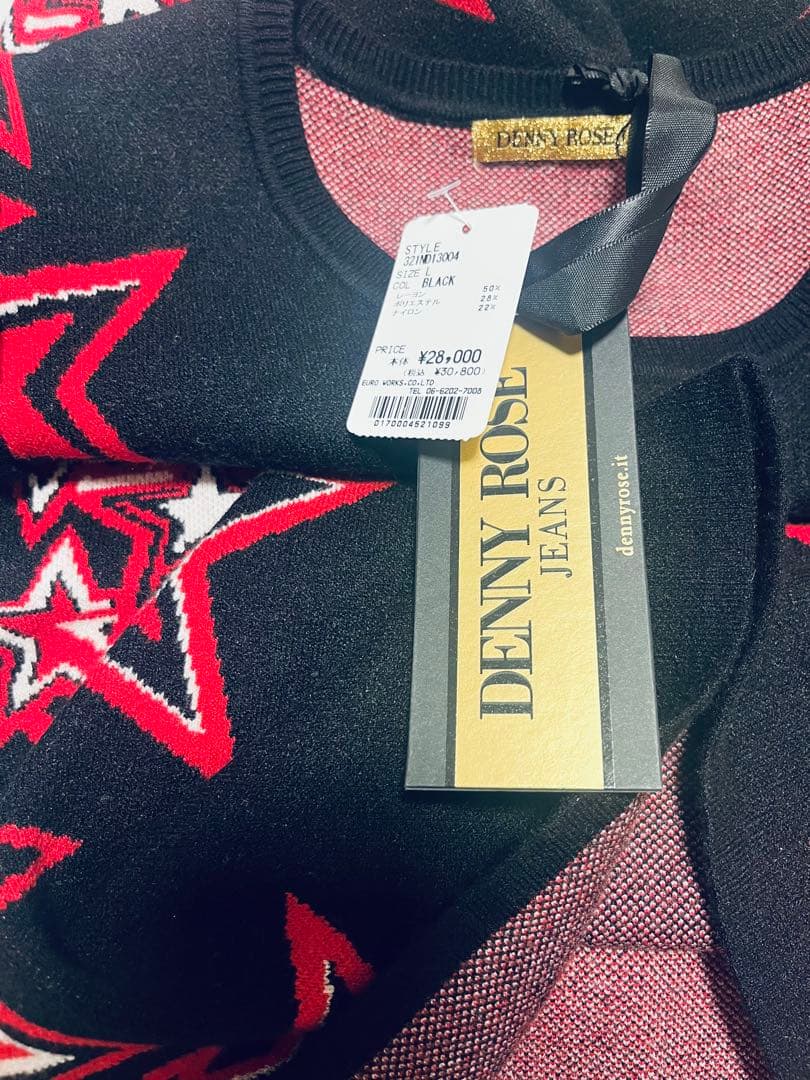 DENNY ROSE
STYLE
321ND13004
SIZE L
COL BLACK
レーヨン 50%
ポリエステル 28%
ナイロン 22%
PRICE
本体 ¥28,000
(税込 ¥30,800)
EURO WORKS.CO.LTD
TEL 06-6202-7008
0170004521099
DENNY ROSE
JEANS
dennyrose.it